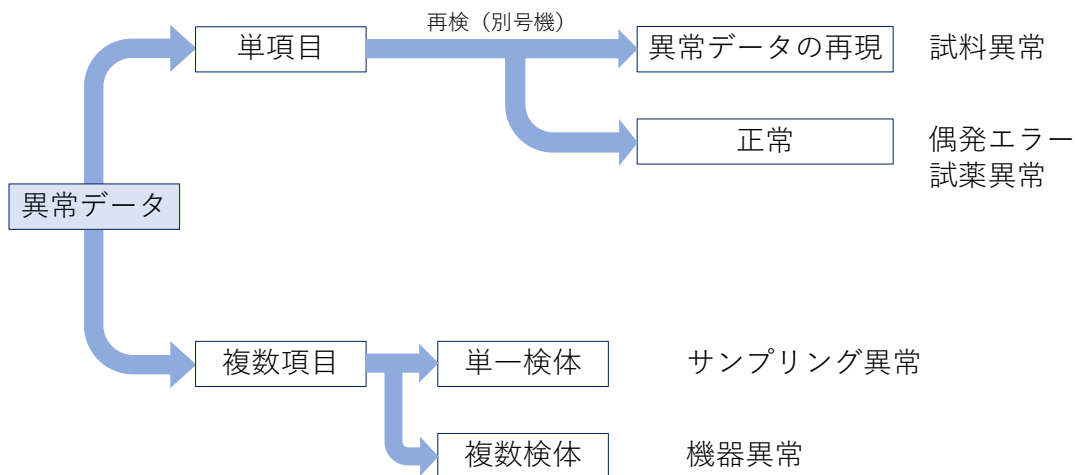 再検（別号機）
単項目
異常データの再現
試料異常
正常
偶発エラー
試薬異常
異常データ
複数項目
単一検体
サンプリング異常
複数検体
機器異常